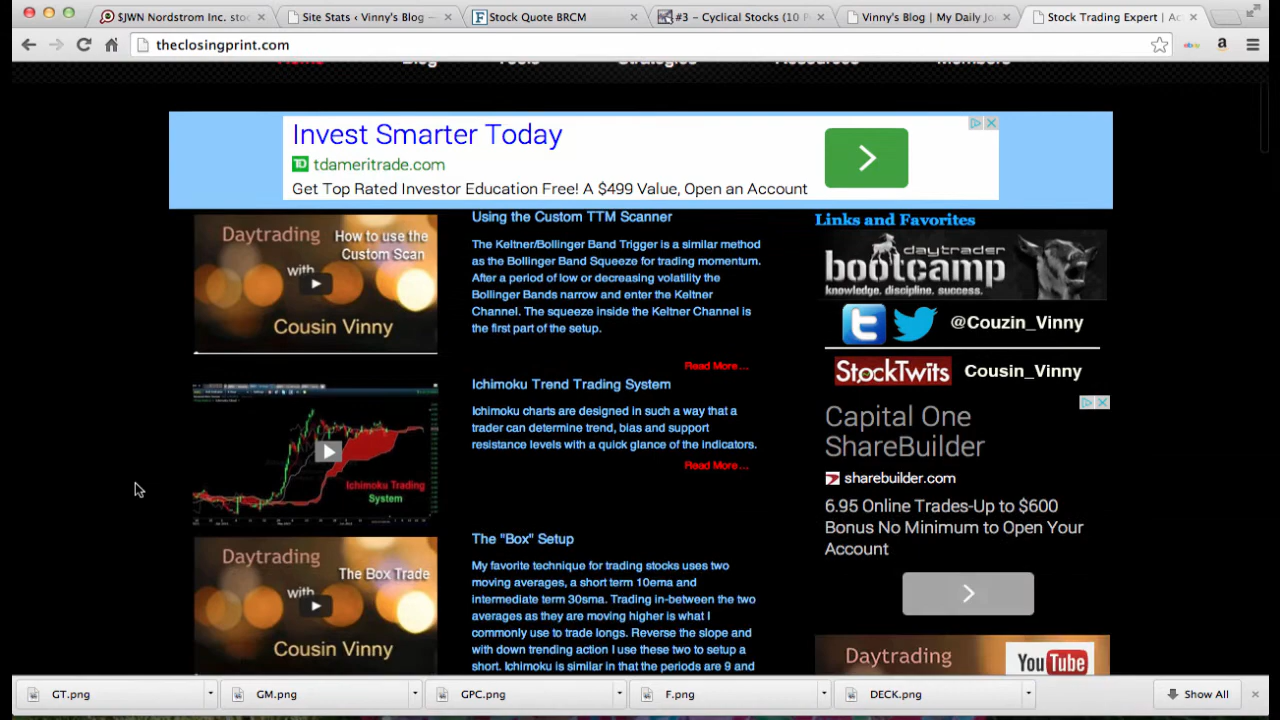 $JWN Nordstrom Inc. sto
Site Stats ‹ Vinny's Blog —
Stock Quote BRCM
#3 – Cyclical Stocks (10 P
Vinny's Blog | My Daily Jo
Stock Trading Expert | Ac
theclosingprint.com
Home
Blog
Tools
Strategies
Resources
Members
Invest Smarter Today
TD tdameritrade.com
Get Top Rated Investor Education Free! A $499 Value, Open an Account
Daytrading
with
How to use the
Custom Scan
Cousin Vinny
Using the Custom TTM Scanner
The Keltner/Bollinger Band Trigger is a similar method
as the Bollinger Band Squeeze for trading momentum.
After a period of low or decreasing volatility the
Bollinger Bands narrow and enter the Keltner
Channel. The squeeze inside the Keltner Channel is
the first part of the setup.
Read More...
Ichimoku Trading
System
Ichimoku Trend Trading System
Ichimoku charts are designed in such a way that a
trader can determine trend, bias and support
resistance levels with a quick glance of the indicators.
Read More...
Daytrading
with
The Box Trade
Cousin Vinny
The "Box" Setup
My favorite technique for trading stocks uses two
moving averages, a short term 10ema and
intermediate term 30sma. Trading in-between the two
averages as they are moving higher is what I
commonly use to trade longs. Reverse the slope and
with down trending action I use these two to setup a
short. Ichimoku is similar in that the periods are 9 and
Links and Favorites
daytrader
bootcamp
knowledge. discipline. success.
@Couzin_Vinny
StockTwits Cousin_Vinny
Capital One
ShareBuilder
sharebuilder.com
6.95 Online Trades-Up to $600
Bonus No Minimum to Open Your
Account
Daytrading
YouTube
GT.png
GM.png
GPC.png
F.png
DECK.png
Show All